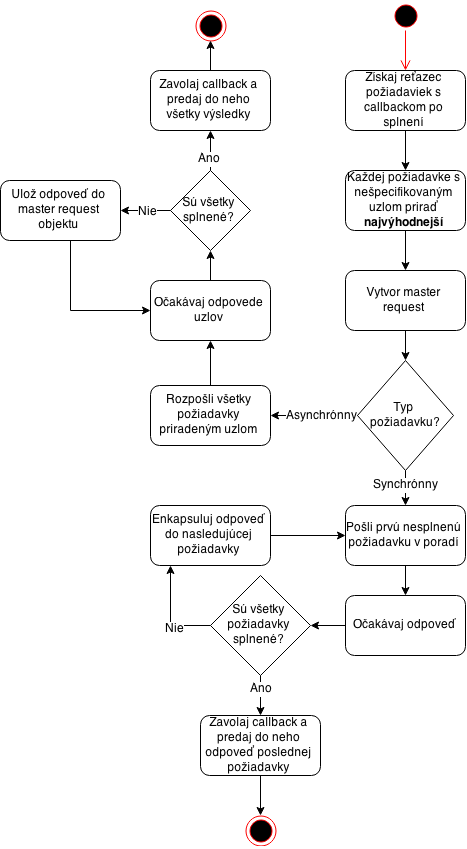 Získaj reťazec
požiadaviek s
callbackom po
splnení
Každej požiadavke s
nešpecifikovaným
uzlom priraď
najvýhodnejší
Vytvor master
request
Typ
požiadavku?
Asynchrónny
Rozpošli všetky
požiadavky
priradeným uzlom
Očakávaj odpovede
uzlov
Sú všetky
splnené?
Nie
Ulož odpoveď do
master request
objektu
Ano
Zavolaj callback a
predaj do neho
všetky výsledky
Synchrónny
Pošli prvú nesplnenú
požiadavku v poradí
Očakávaj odpoveď
Sú všetky
požiadavky
splnené?
Nie
Enkapsuluj odpoveď
do nasledujúcej
požiadavky
Ano
Zavolaj callback a
predaj do neho
odpoveď poslednej
požiadavky